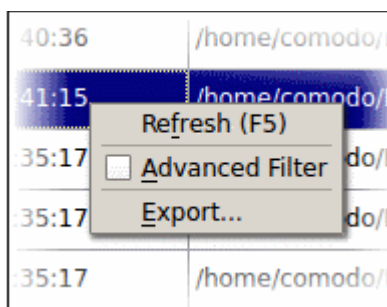 40:36 /home/comodo/
41:15 /home/comodo/
Refresh (F5)
35:17 do/
Advanced Filter
35:17 do/
Export...
35:17 /home/comodo/